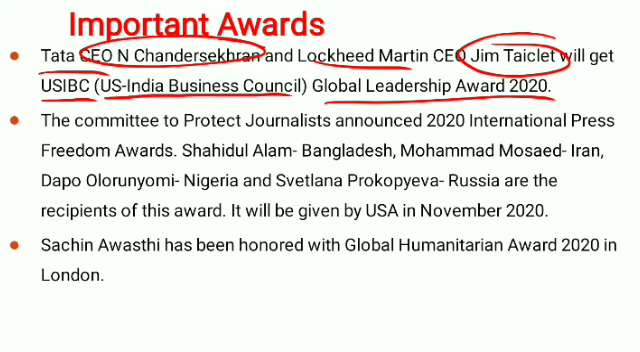 Important Awards
Tata CEO N Chandersekhran and Lockheed Martin CEO Jim Taiclet will get
USIBC (US-India Business Council) Global Leadership Award 2020.
The committee to Protect Journalists announced 2020 International Press
Freedom Awards. Shahidul Alam- Bangladesh, Mohammad Mosaed- Iran,
Dapo Olorunyomi- Nigeria and Svetlana Prokopyeva- Russia are the
recipients of this award. It will be given by USA in November 2020.
Sachin Awasthi has been honored with Global Humanitarian Award 2020 in
London.